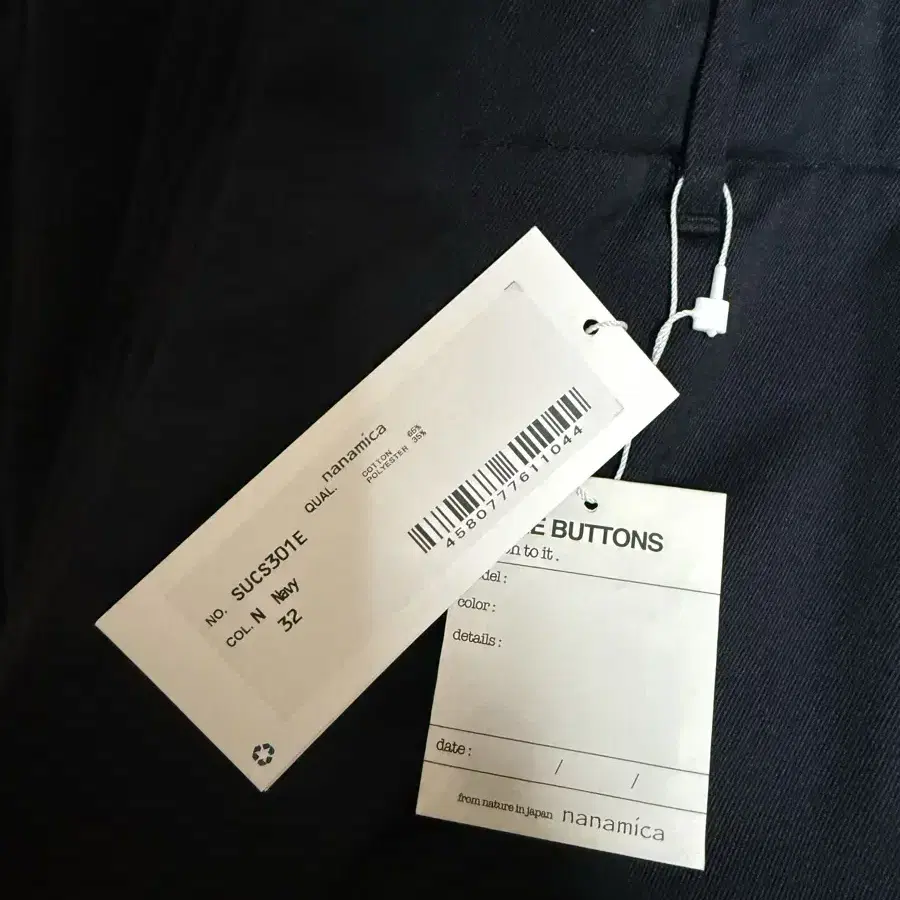 nanamica
QUAL. COTTON 65%
POLYESTER 35%
4580777611044
NO. SUCS301E
COL. N Navy
32
BUTTONS
to it.
color:
details:
date: / /
from nature in japan nanamica